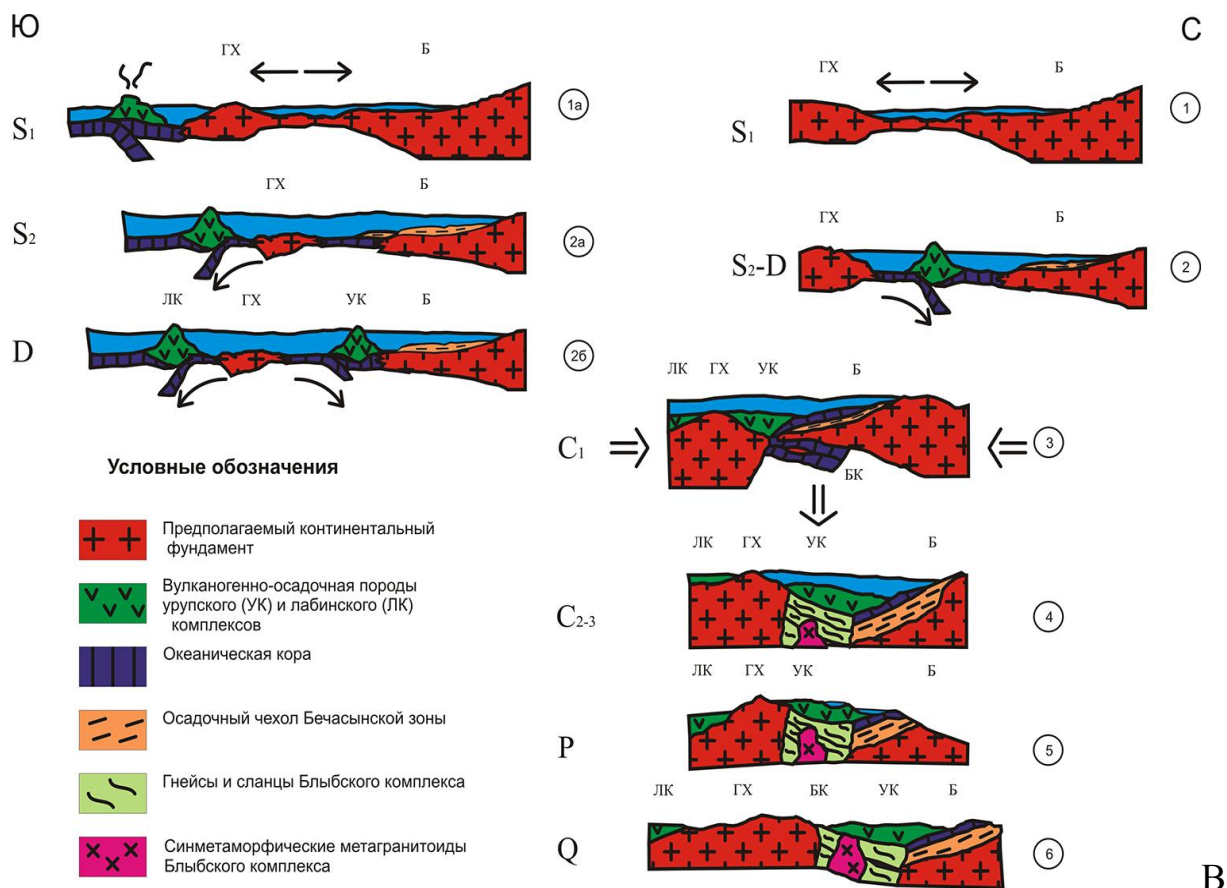 Ю
С
ГХ Б
1а
S1
ГХ Б
1
S1
ГХ Б
2а
S2
ГХ Б
2
S2-D
ЛК ГХ УК Б
2б
D
ЛК ГХ УК Б
C1
3
БК
Условные обозначения
Предполагаемый континентальный
фундамент
Вулканогенно-осадочная породы
урупского (УК) и лабинского (ЛК)
комплексов
Океаническая кора
Осадочный чехол Бечасынской зоны
Гнейсы и сланцы Блыбского комплекса
Синметаморфические метагранитоиды
Блыбского комплекса
ЛК ГХ УК Б
C2-3
4
ЛК ГХ УК Б
P
5
ЛК ГХ БК УК Б
Q
6
В